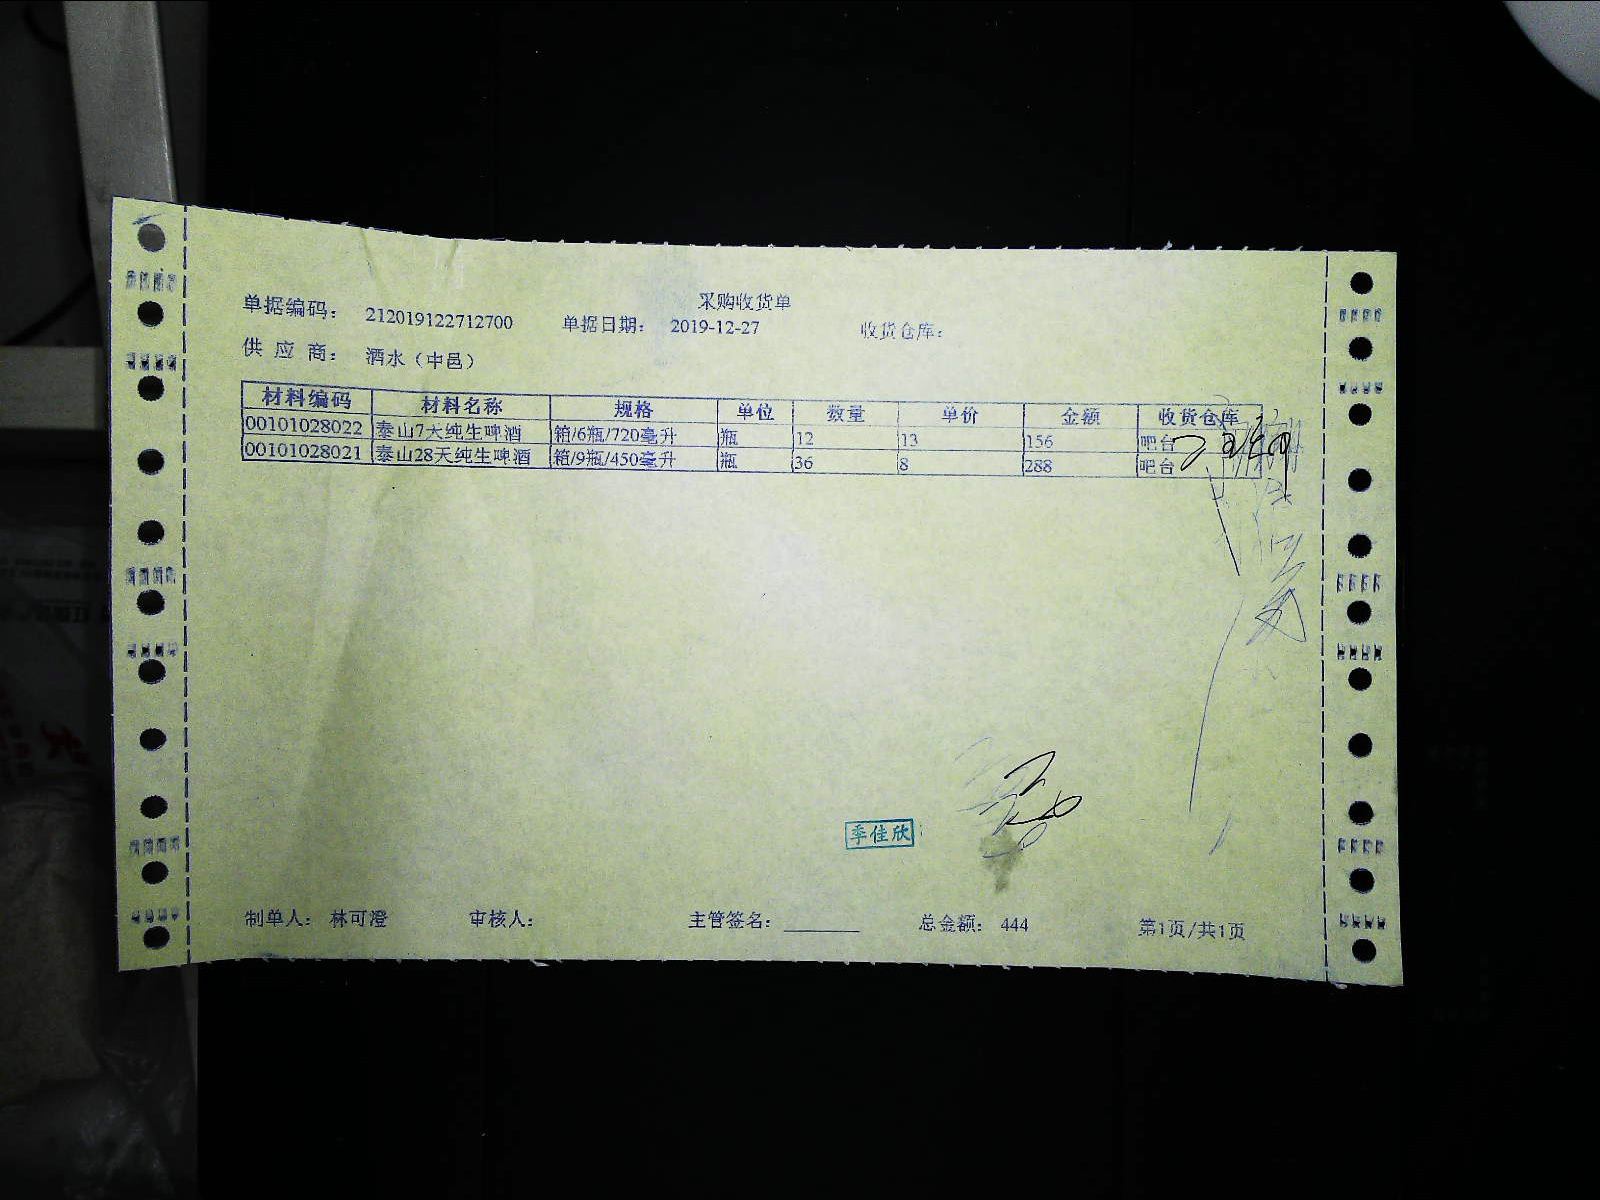 采购收货单
单据编码: 212019122712700 单据日期: 2019-12-27 收货仓库:
供应商: 酒水（中邑）
材料编码 材料名称 规格 单位 数量 单价 金额 收货仓库
00101028022 泰山7天纯生啤酒 箱/6瓶/720毫升 瓶 12 13 156 吧台
00101028021 泰山28天纯生啤酒 箱/9瓶/450毫升 瓶 36 8 288 吧台
季佳欣
制单人: 林可澄 审核人: 主管签名: 总金额: 444 第1页/共1页